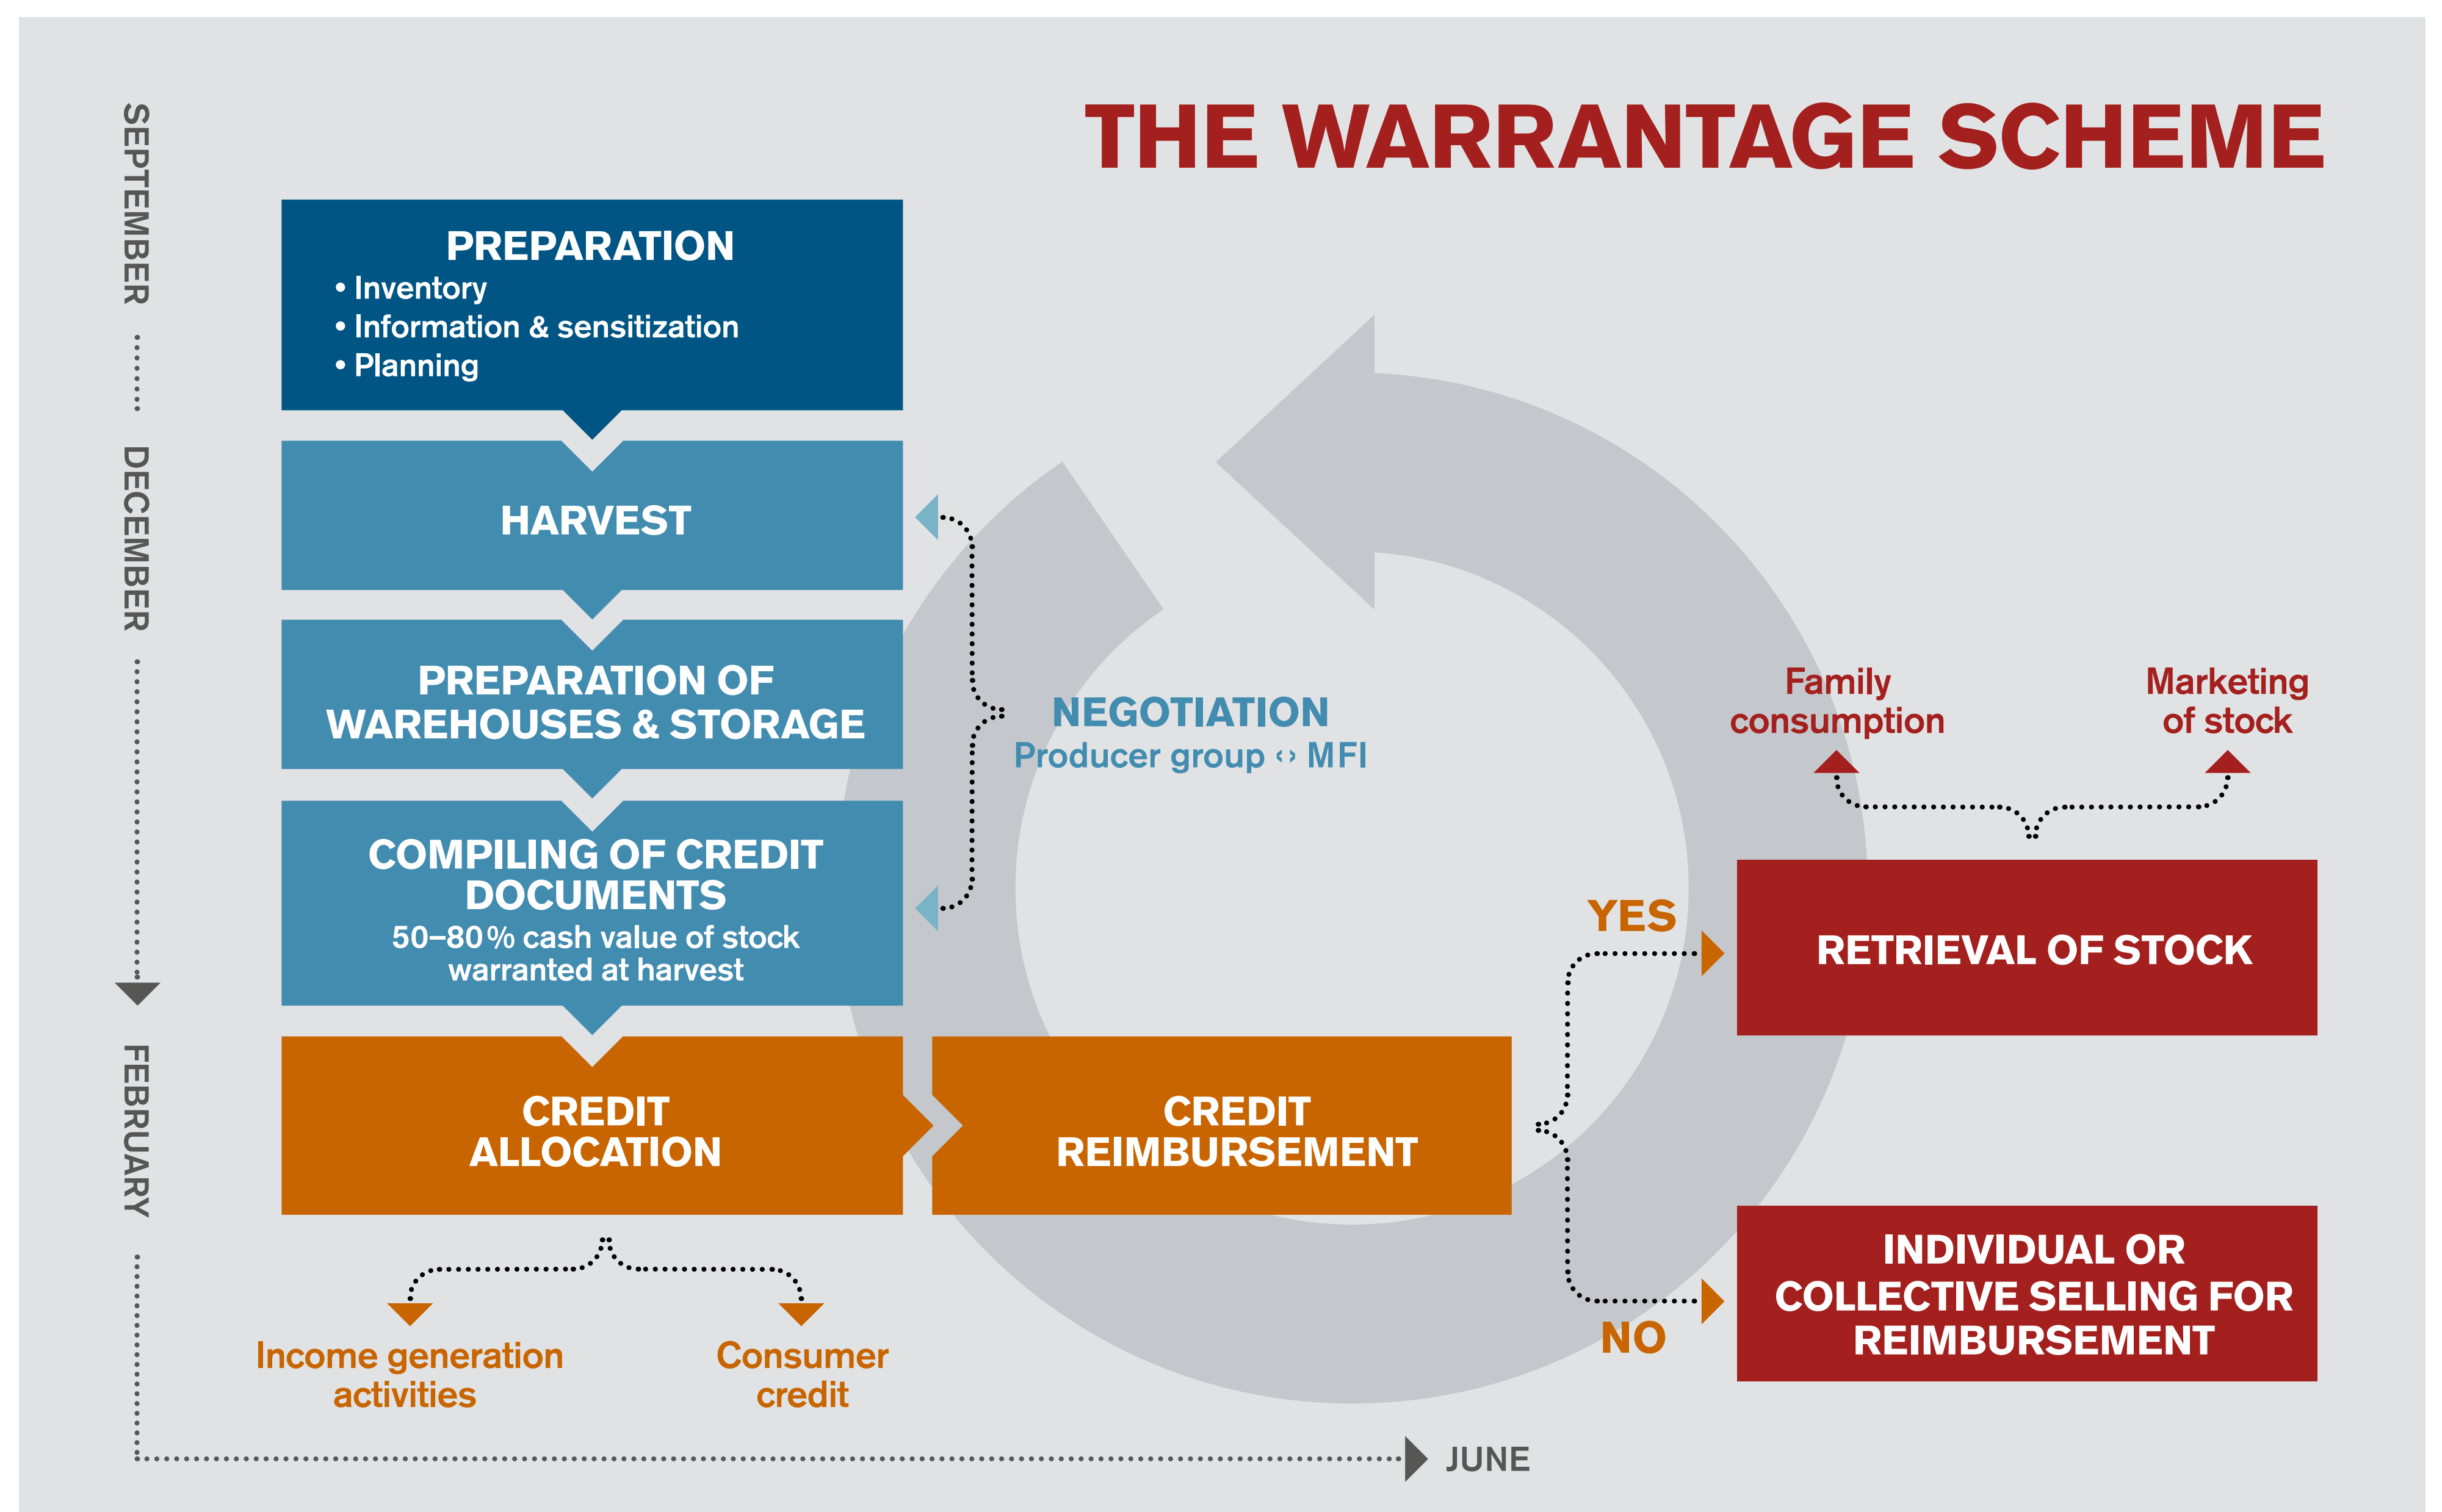 THE WARRANTAGE SCHEME
SEPTEMBER
DECEMBER
FEBRUARY
JUNE
PREPARATION
• Inventory
• Information & sensitization
• Planning
HARVEST
PREPARATION OF
WAREHOUSES & STORAGE
COMPILING OF CREDIT
DOCUMENTS
50–80% cash value of stock
warranted at harvest
NEGOTIATION
Producer group ‹› MFI
CREDIT
ALLOCATION
Income generation
activities
Consumer
credit
CREDIT
REIMBURSEMENT
YES
RETRIEVAL OF STOCK
Family
consumption
Marketing
of stock
NO
INDIVIDUAL OR
COLLECTIVE SELLING FOR
REIMBURSEMENT